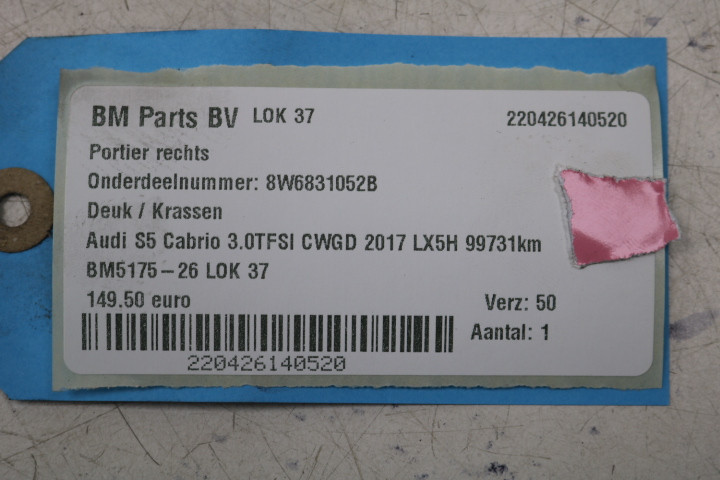 BM Parts BV LOK 37 220426140520
Portier rechts
Onderdeelnummer: 8W6831052B
Deuk / Krassen
Audi S5 Cabrio 3.0TFSI CWGD 2017 LX5H 99731km
BM5175-26 LOK 37
149.50 euro Verz: 50
Aantal: 1
220426140520